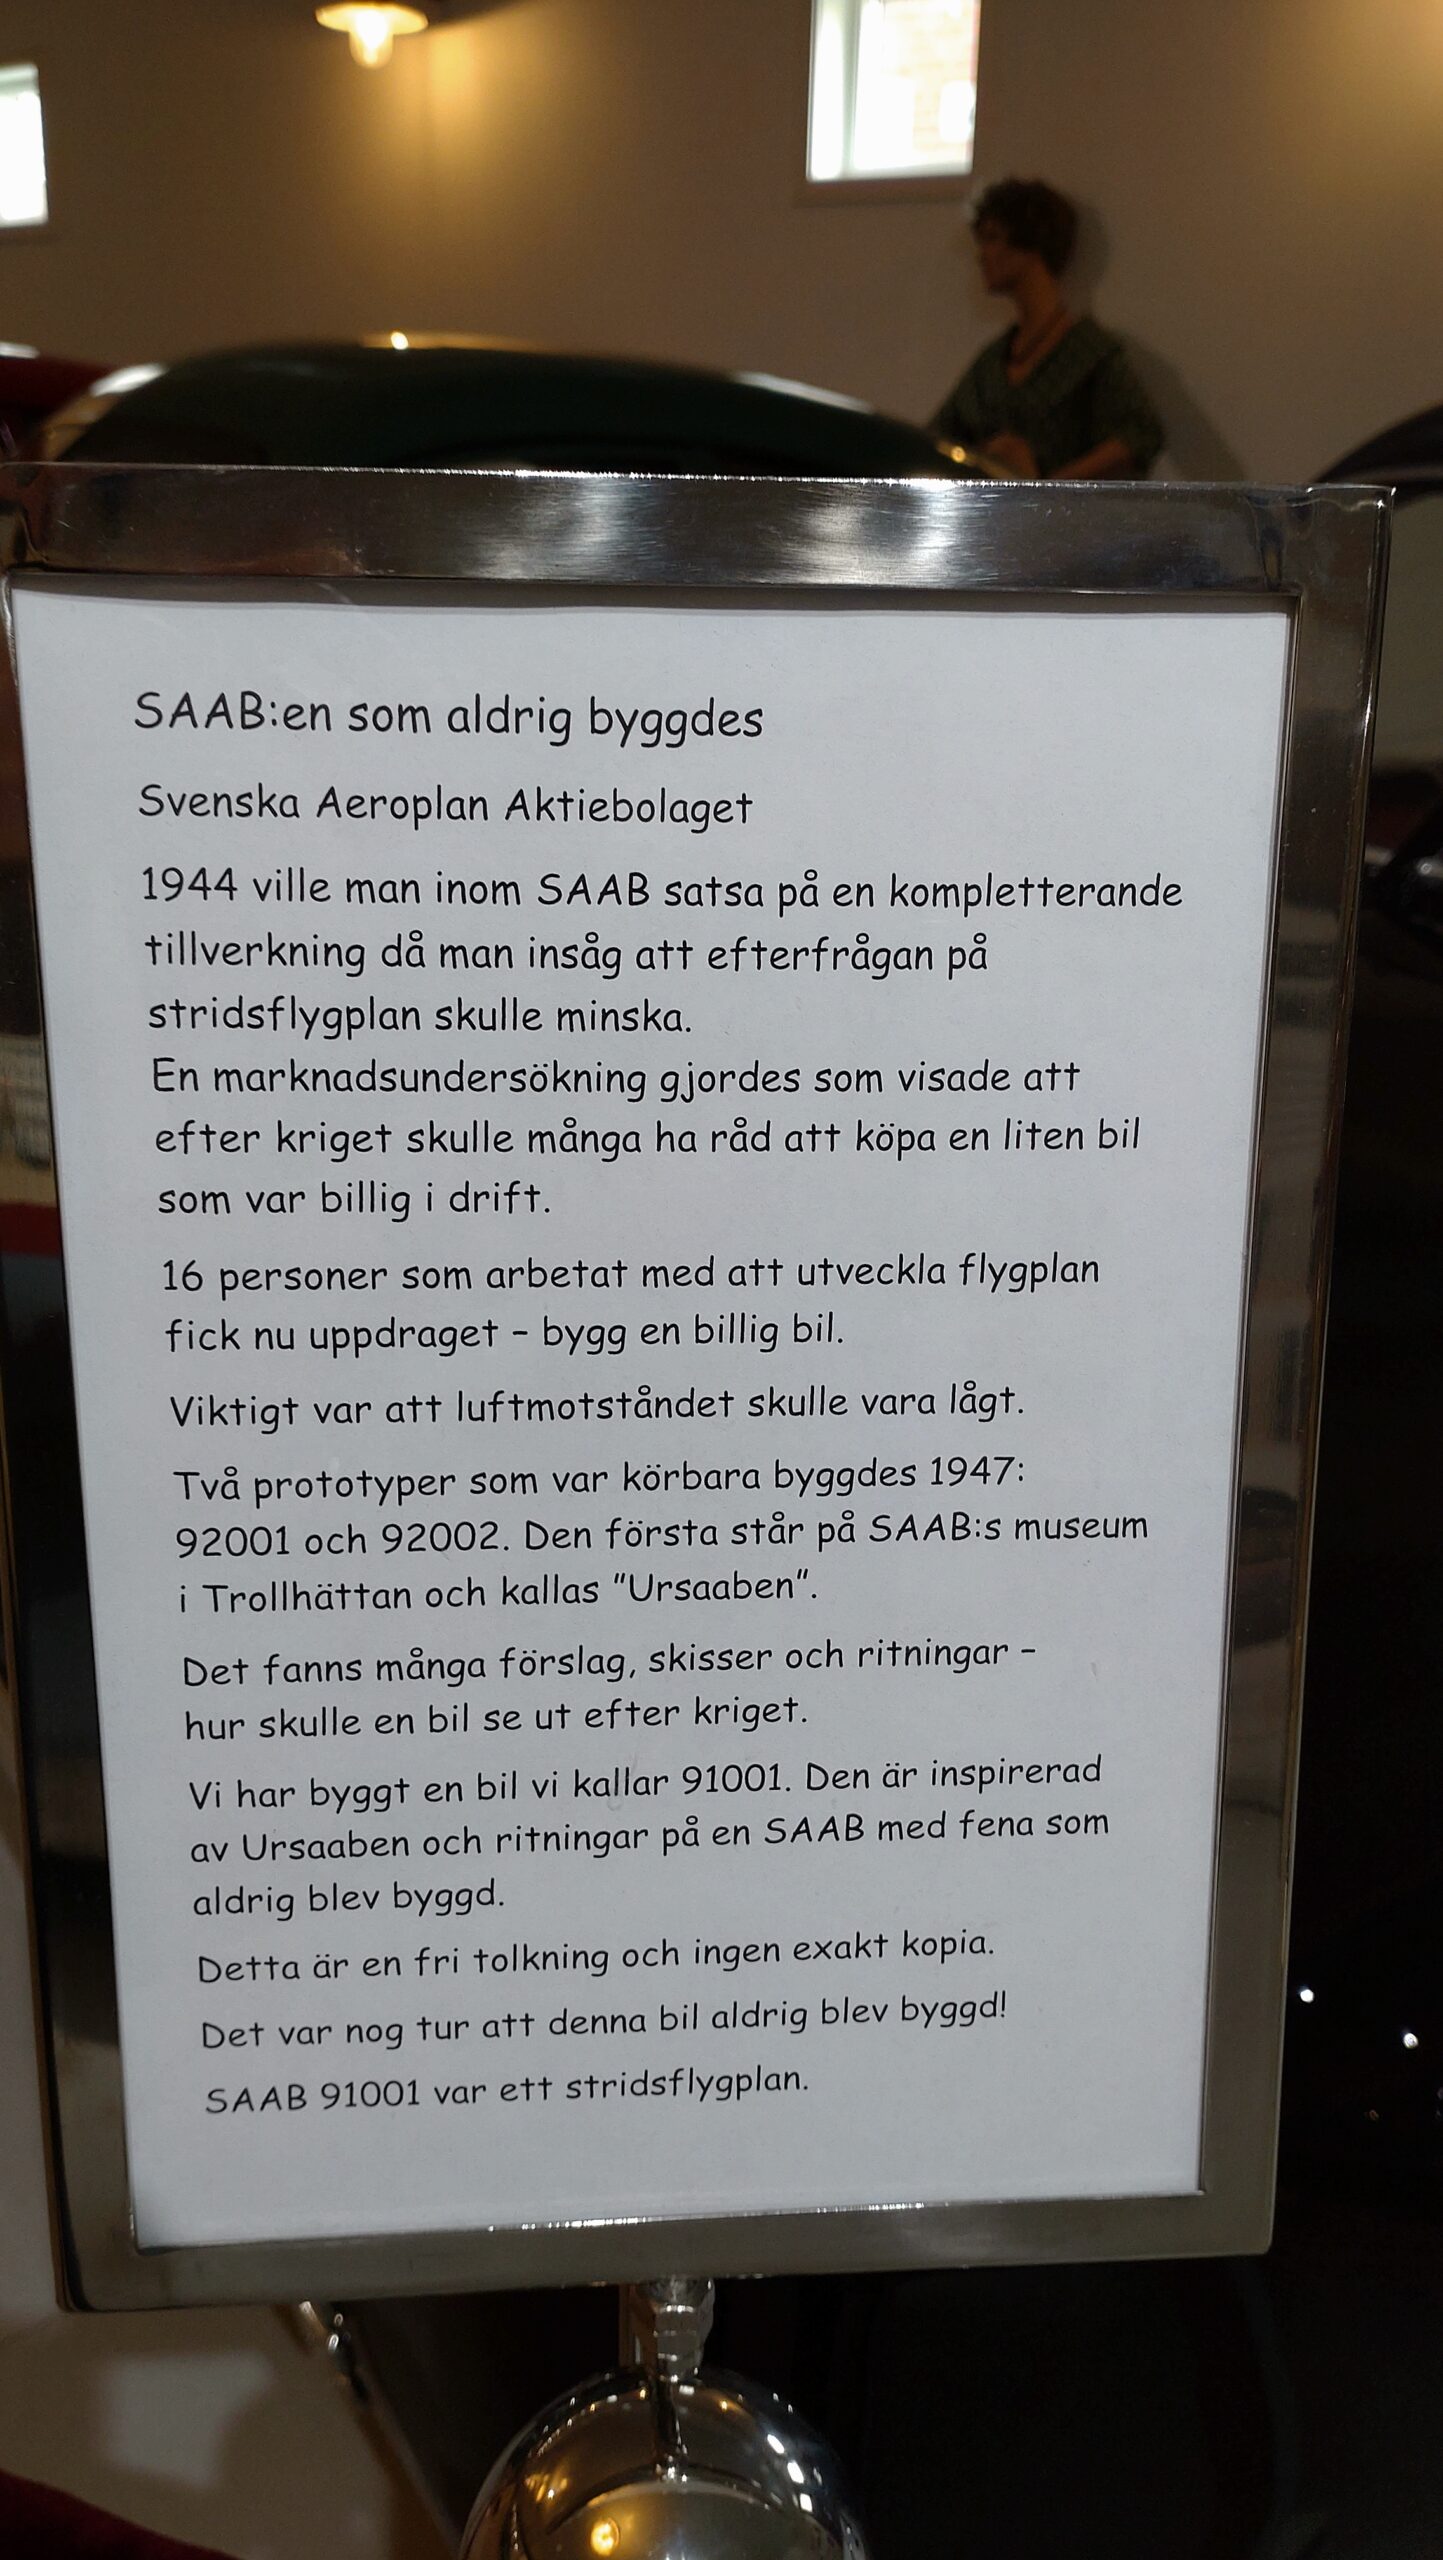 SAAB:en som aldrig byggdes
Svenska Aeroplan Aktiebolaget
1944 ville man inom SAAB satsa på en kompletterande
tillverkning då man insåg att efterfrågan på
stridsflygplan skulle minska.
En marknadsundersökning gjordes som visade att
efter kriget skulle många ha råd att köpa en liten bil
som var billig i drift.
16 personer som arbetat med att utveckla flygplan
fick nu uppdraget – bygg en billig bil.
Viktigt var att luftmotståndet skulle vara lågt.
Två prototyper som var körbara byggdes 1947:
92001 och 92002. Den första står på SAAB:s museum
i Trollhättan och kallas "Ursaaben".
Det fanns många förslag, skisser och ritningar –
hur skulle en bil se ut efter kriget.
Vi har byggt en bil vi kallar 91001. Den är inspirerad
av Ursaaben och ritningar på en SAAB med fena som
aldrig blev byggd.
Detta är en fri tolkning och ingen exakt kopia.
Det var nog tur att denna bil aldrig blev byggd!
SAAB 91001 var ett stridsflygplan.